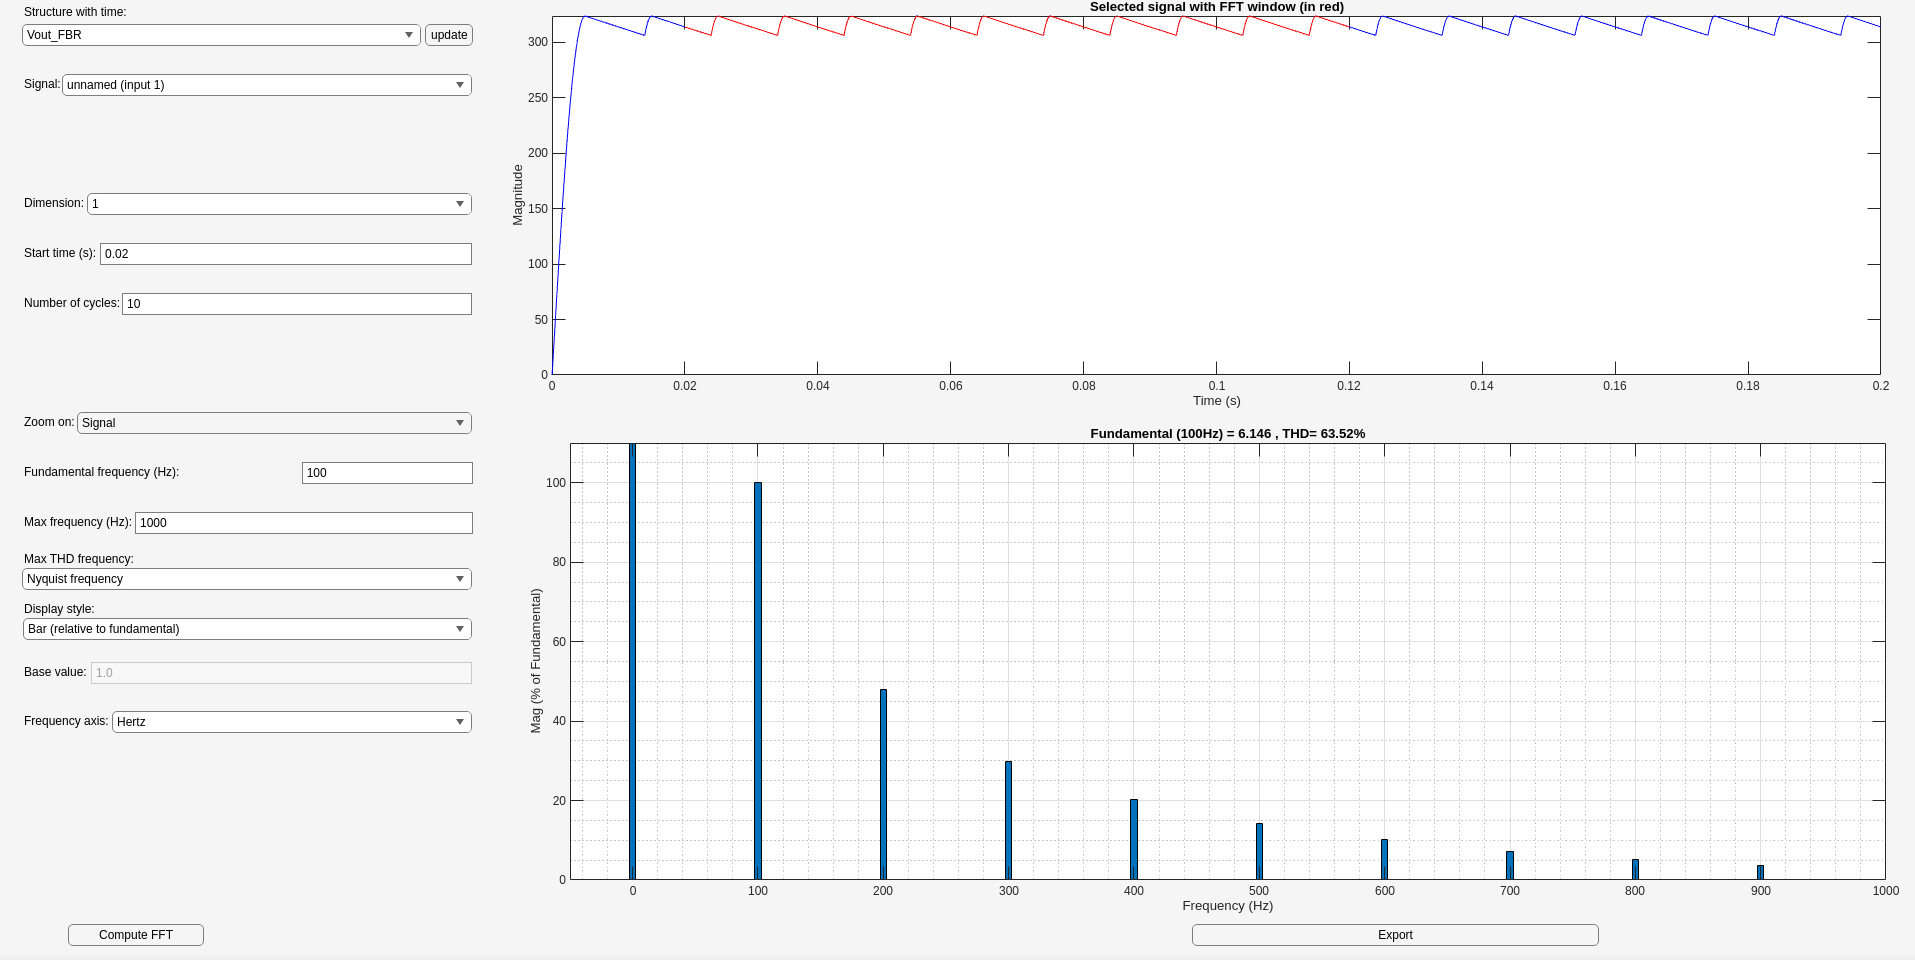 Structure with time:
Vout_FBR
update
Signal: unnamed (input 1)
Dimension: 1
Start time (s): 0.02
Number of cycles: 10
Zoom on: Signal
Fundamental frequency (Hz): 100
Max frequency (Hz): 1000
Max THD frequency:
Nyquist frequency
Display style:
Bar (relative to fundamental)
Base value: 1.0
Frequency axis: Hertz
Compute FFT
Selected signal with FFT window (in red)
Magnitude
300
250
200
150
100
50
0
0 0.02 0.04 0.06 0.08 0.1 0.12 0.14 0.16 0.18 0.2
Time (s)
Fundamental (100Hz) = 6.146 , THD= 63.52%
Mag (% of Fundamental)
100
80
60
40
20
0
0 100 200 300 400 500 600 700 800 900 1000
Frequency (Hz)
Export